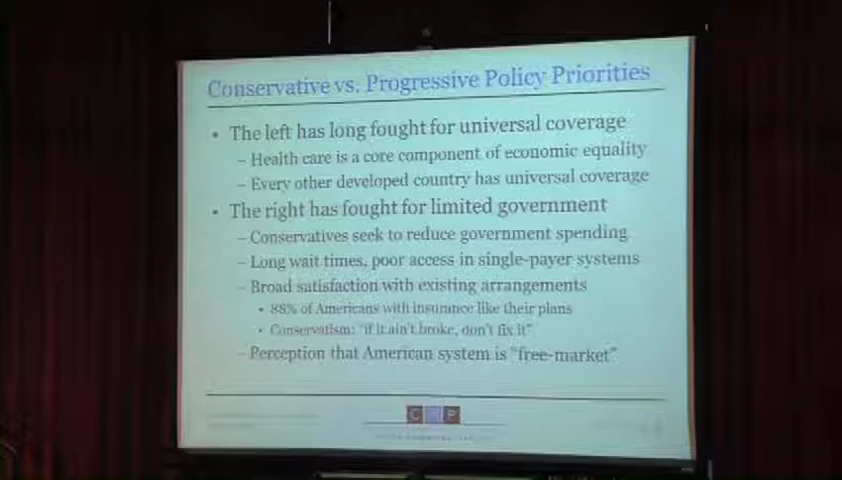 Conservative vs. Progressive Policy Priorities
• The left has long fought for universal coverage
– Health care is a core component of economic equality
– Every other developed country has universal coverage
• The right has fought for limited government
– Conservatives seek to reduce government spending
– Long wait times, poor access in single-payer systems
– Broad satisfaction with existing arrangements
• 88% of Americans with insurance like their plans
• Conservatism: "if it ain't broke, don't fix it"
– Perception that American system is "free-market"
C P